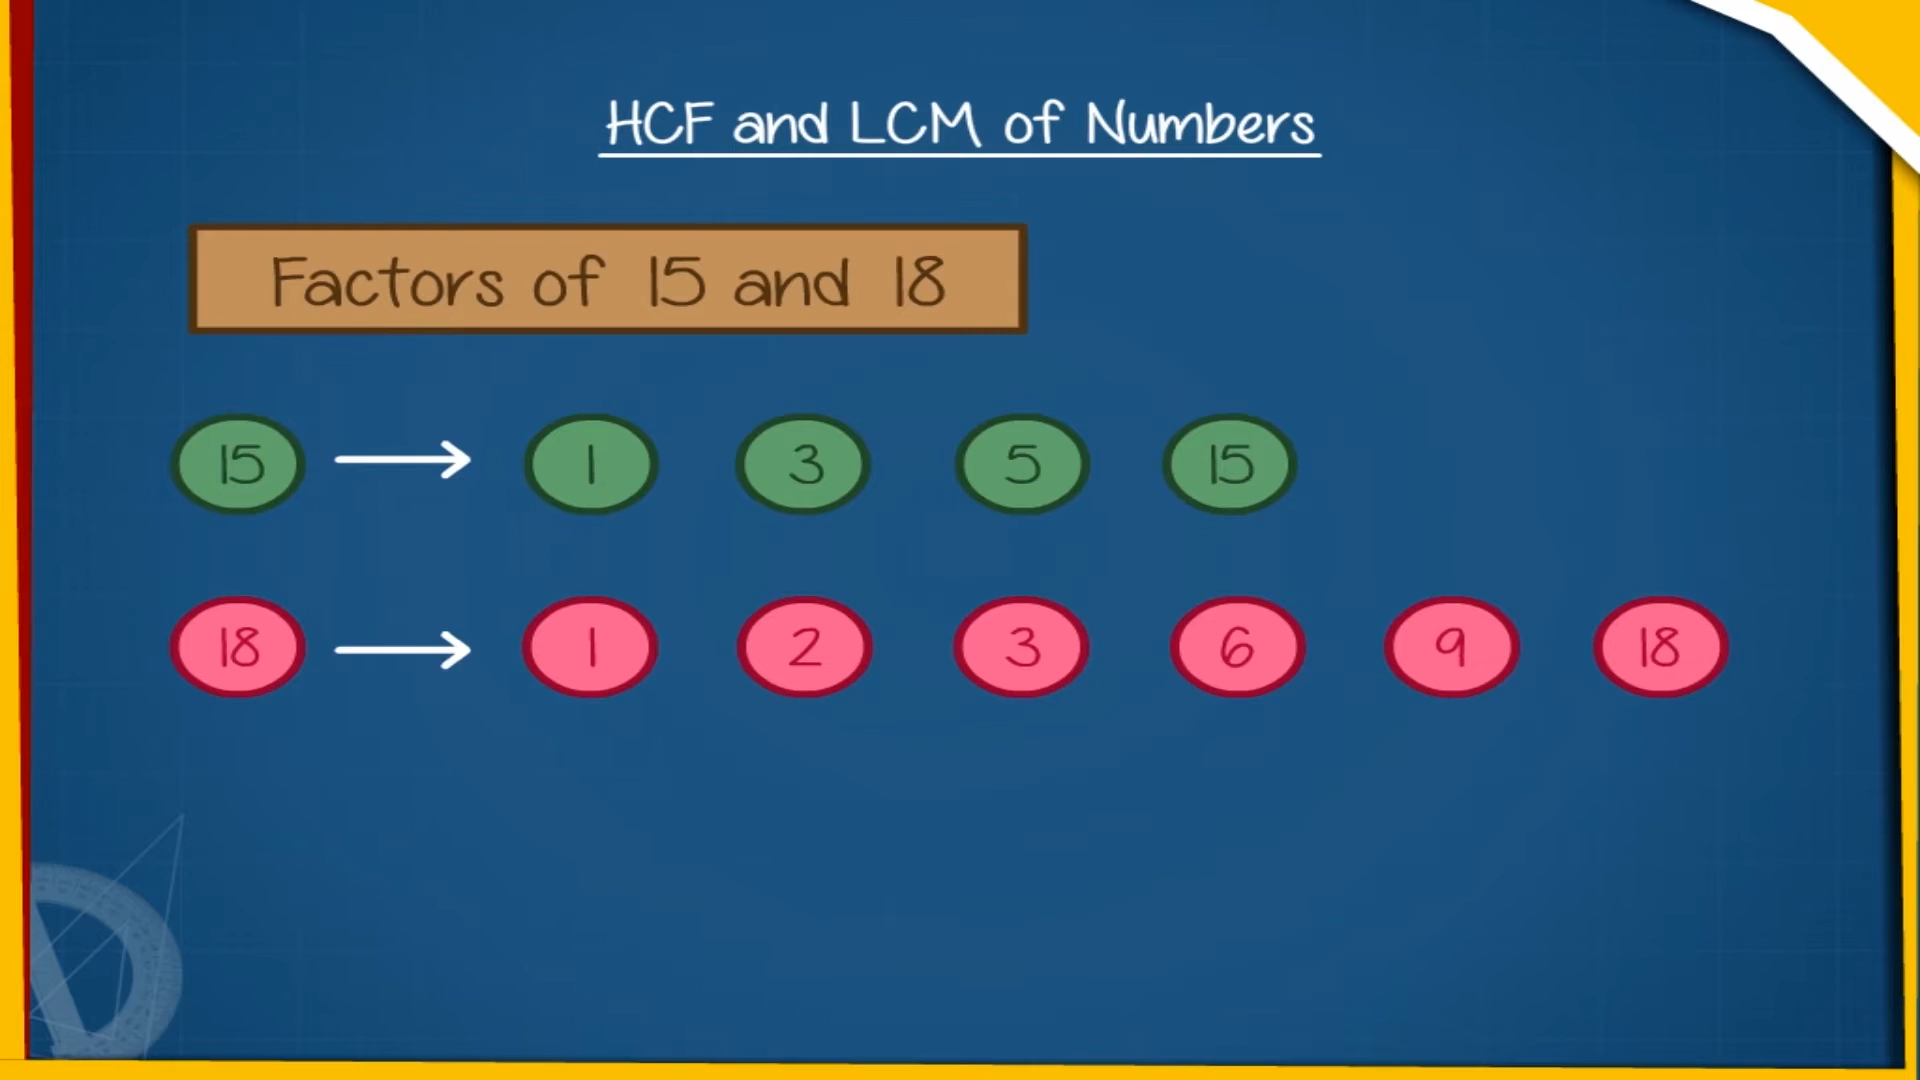 HCF and LCM of Numbers
Factors of 15 and 18
15 → 1 3 5 15
18 → 1 2 3 6 9 18